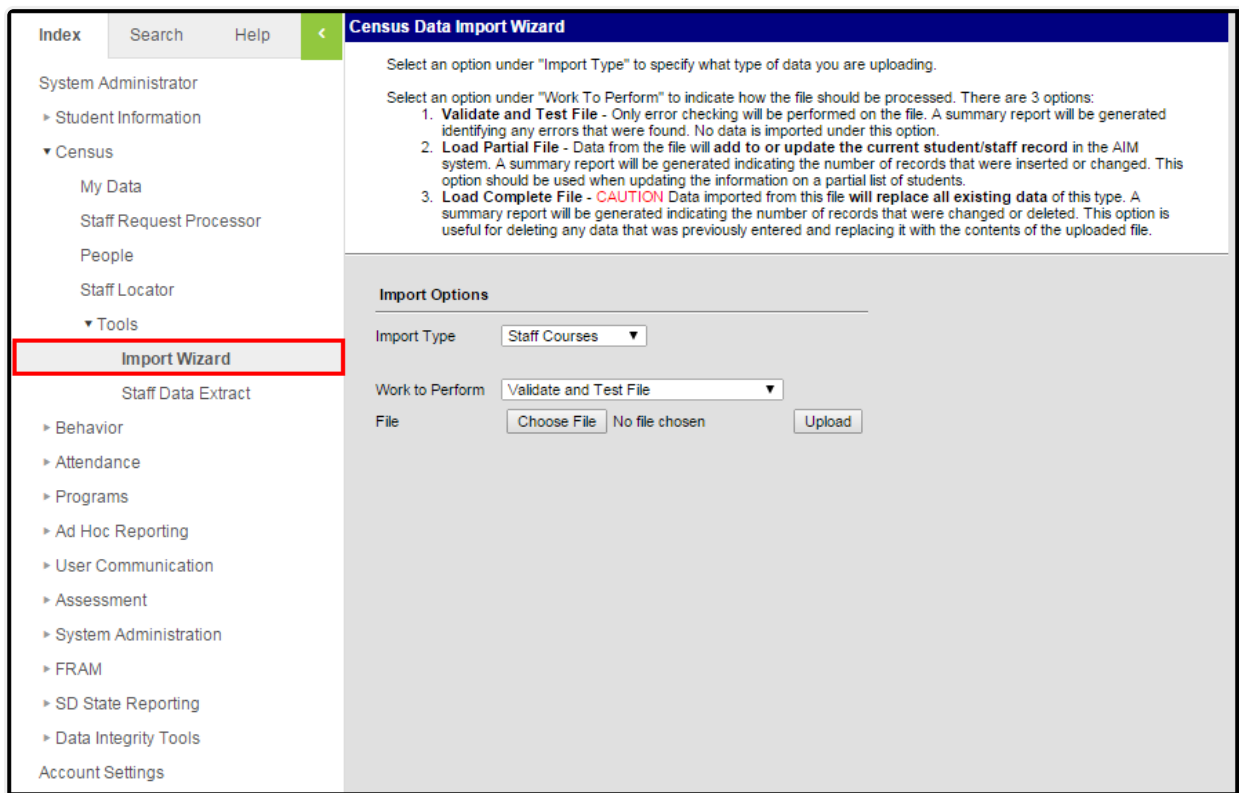 Index Search Help <
System Administrator
▸ Student Information
▾ Census
My Data
Staff Request Processor
People
Staff Locator
▾ Tools
Import Wizard
Staff Data Extract
▸ Behavior
▸ Attendance
▸ Programs
▸ Ad Hoc Reporting
▸ User Communication
▸ Assessment
▸ System Administration
▸ FRAM
▸ SD State Reporting
▸ Data Integrity Tools
Account Settings
Census Data Import Wizard
Select an option under "Import Type" to specify what type of data you are uploading.
Select an option under "Work To Perform" to indicate how the file should be processed. There are 3 options:
1. Validate and Test File - Only error checking will be performed on the file. A summary report will be generated
identifying any errors that were found. No data is imported under this option.
2. Load Partial File - Data from the file will add to or update the current student/staff record in the AIM
system. A summary report will be generated indicating the number of records that were inserted or changed. This
option should be used when updating the information on a partial list of students.
3. Load Complete File - CAUTION Data imported from this file will replace all existing data of this type. A
summary report will be generated indicating the number of records that were changed or deleted. This option is
useful for deleting any data that was previously entered and replacing it with the contents of the uploaded file.
Import Options
Import Type Staff Courses ▼
Work to Perform Validate and Test File ▼
File Choose File No file chosen Upload